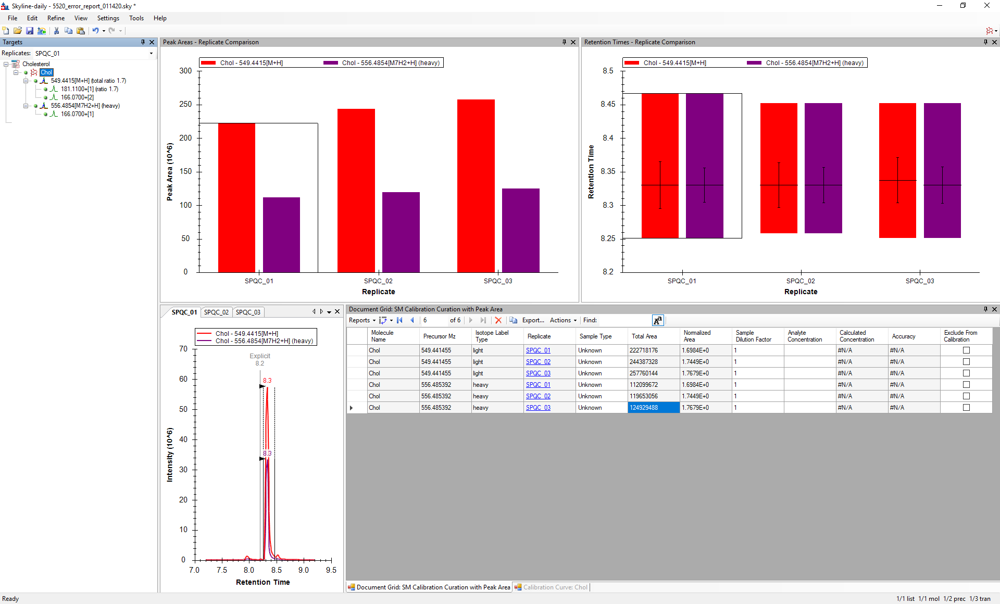 Skyline-daily - 5520_error_report_011420.sky *
File Edit Refine View Settings Tools Help
Targets
Replicates: SPQC_01
Cholesterol
Chol
549.4415[M+H] (total ratio 1.7)
181.1100+[1] (ratio 1.7)
166.0700+[2]
556.4854[M7H2+H] (heavy)
166.0700+[1]
Peak Areas - Replicate Comparison
Chol - 549.4415[M+H] Chol - 556.4854[M7H2+H] (heavy)
300
250
200
150
100
50
0
Peak Area (10^6)
SPQC_01 SPQC_02 SPQC_03
Replicate
Retention Times - Replicate Comparison
Chol - 549.4415[M+H] Chol - 556.4854[M7H2+H] (heavy)
8.5
8.45
8.4
8.35
8.3
8.25
8.2
Retention Time
SPQC_01 SPQC_02 SPQC_03
Replicate
SPQC_01 SPQC_02 SPQC_03
Chol - 549.4415[M+H]
Chol - 556.4854[M7H2+H] (heavy)
Explicit
8.2
8.3
8.3
70
60
50
40
30
20
10
0
Intensity (10^6)
7.0 7.5 8.0 8.5 9.0 9.5
Retention Time
Document Grid: SM Calibration Curation with Peak Area
Reports 6 of 6 Export... Actions Find: Aa
Molecule Name Precursor Mz Isotope Label Type Replicate Sample Type Total Area Normalized Area Sample Dilution Factor Analyte Concentration Calculated Concentration Accuracy Exclude From Calibration
Chol 549.441455 light SPQC_01 Unknown 222718176 1.6984E+0 1 #N/A #N/A
Chol 549.441455 light SPQC_02 Unknown 244387328 1.7449E+0 1 #N/A #N/A
Chol 549.441455 light SPQC_03 Unknown 257760144 1.7679E+0 1 #N/A #N/A
Chol 556.485392 heavy SPQC_01 Unknown 112099672 1.6984E+0 1 #N/A #N/A
Chol 556.485392 heavy SPQC_02 Unknown 119653056 1.7449E+0 1 #N/A #N/A
Chol 556.485392 heavy SPQC_03 Unknown 124929488 1.7679E+0 1 #N/A #N/A
Document Grid: SM Calibration Curation with Peak Area Calibration Curve: Chol
Ready 1/1 list 1/1 mol 1/2 prec 1/3 tran